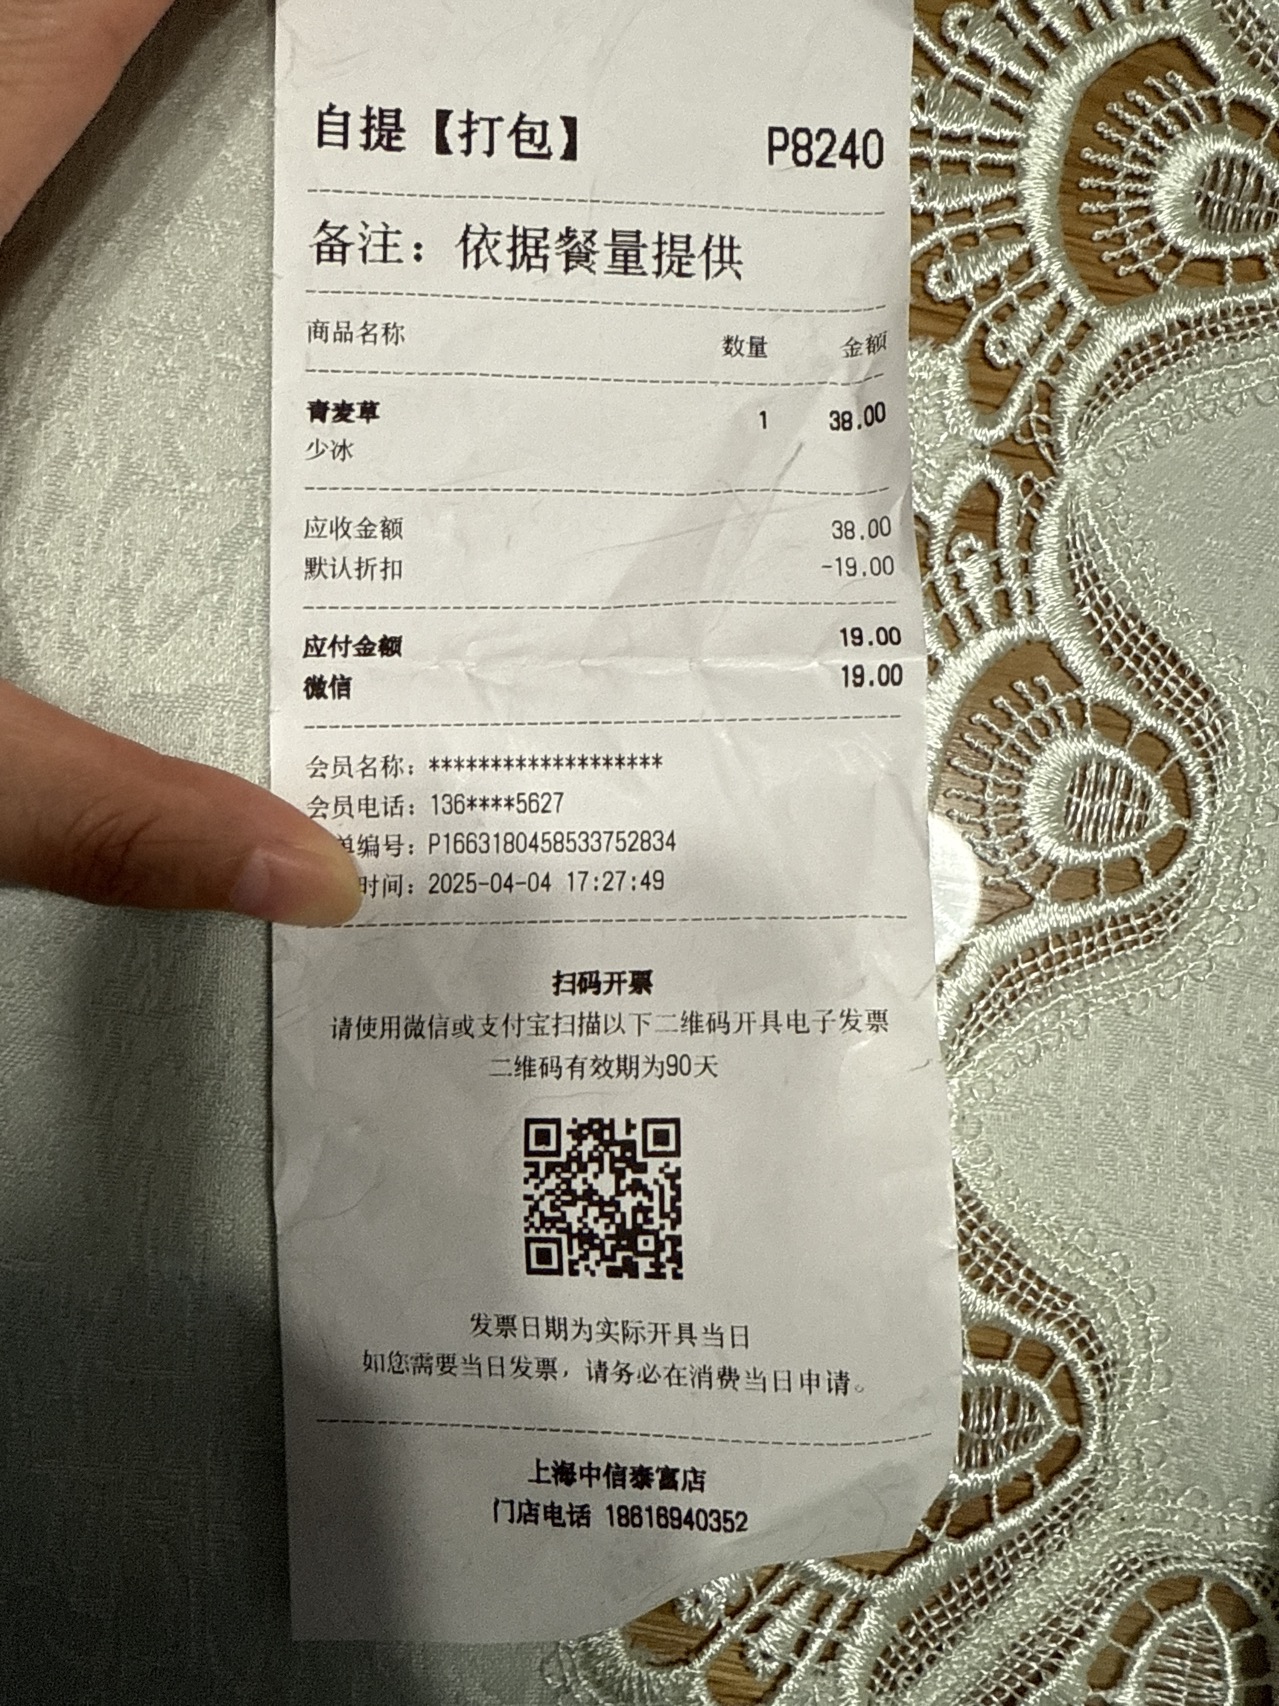 自提【打包】 P8240
备注：依据餐量提供
商品名称 数量 金额
青麦草 1 38.00
少冰
应收金额 38.00
默认折扣 -19.00
应付金额 19.00
微信 19.00
会员名称：*******************
会员电话：136****5627
单编号：P1663180458533752834
时间：2025-04-04 17:27:49
扫码开票
请使用微信或支付宝扫描以下二维码开具电子发票
二维码有效期为90天
发票日期为实际开具当日
如您需要当日发票，请务必在消费当日申请。
上海中信泰富店
门店电话 18616940352